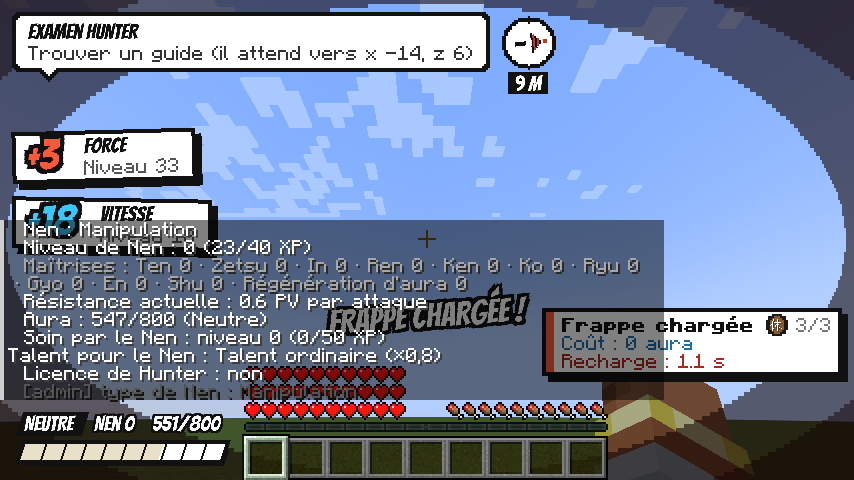 EXAMEN HUNTER
Trouver un guide (il attend vers x -14, z 6)
9 M
+3 FORCE
Niveau 33
+18 VITESSE
Nen : Manipulation
Niveau de Nen : 0 (23/40 XP)
Maîtrises : Ten 0 · Zetsu 0 · In 0 · Ren 0 · Ken 0 · Ko 0 · Ryu 0
· Gyo 0 · En 0 · Shu 0 · Régénération d'aura 0
Résistance actuelle : 0.6 PV par attaque
Aura : 547/800 (Neutre)
Soin par le Nen : niveau 0 (0/50 XP)
Talent pour le Nen : Talent ordinaire (×0,8)
Licence de Hunter : non
[admin] type de Nen : Manipulation
FRAPPE CHARGÉE !
Frappe chargée 3/3
Coût : 0 aura
Recharge : 1.1 s
NEUTRE NEN 0 551/800